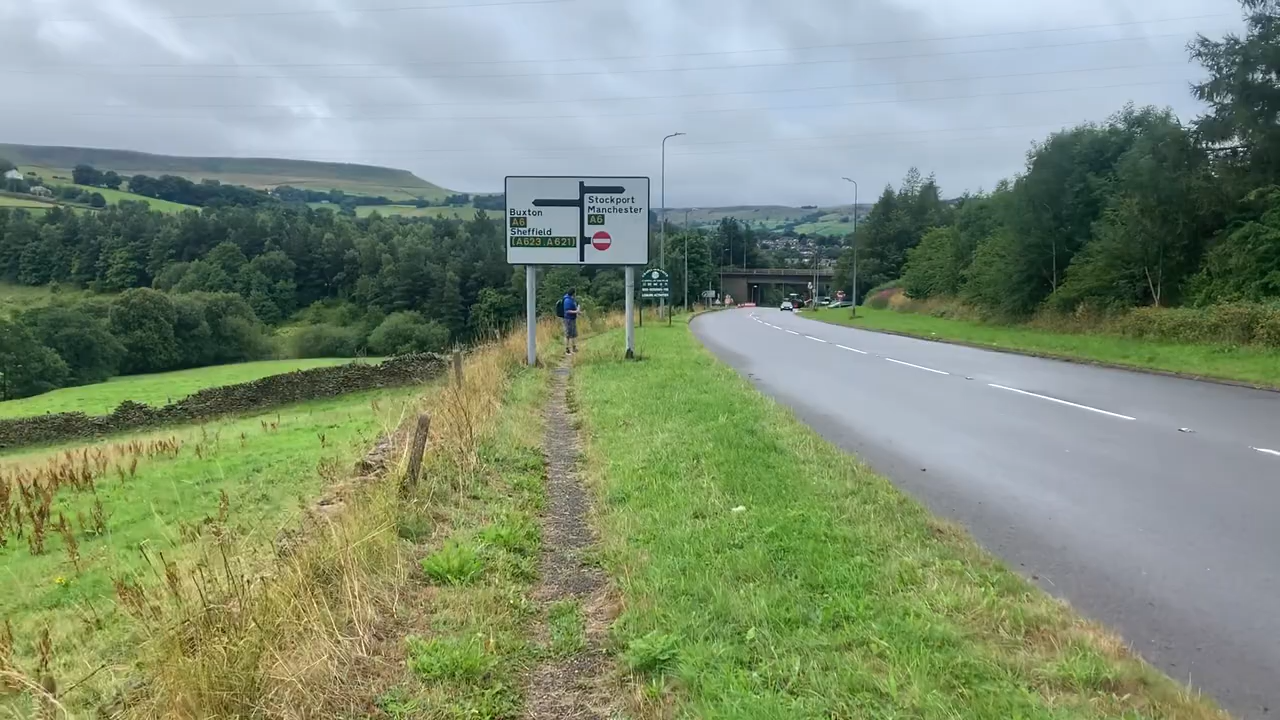 Stockport
Manchester
A6
Buxton
A6
Sheffield
(A623 A621)